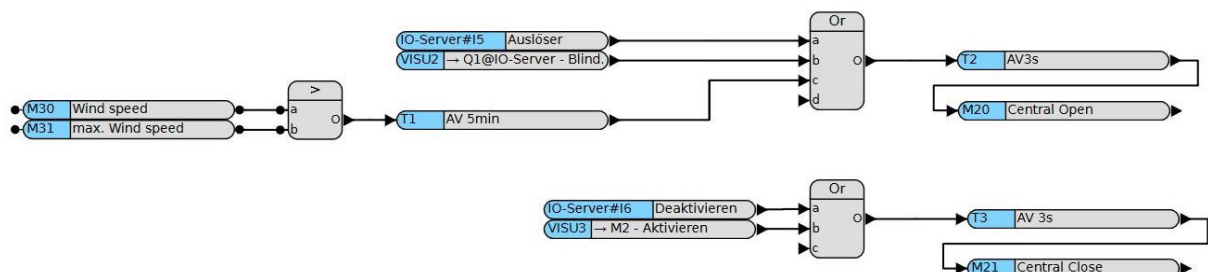 Or
IO-Server#I5 Auslöser a
VISU2 → Q1@IO-Server - Blind. b O T2 AV3s
> c
M30 Wind speed a d
O T1 AV 5min M20 Central Open
M31 max. Wind speed b
Or
IO-Server#I6 Deaktivieren a
O T3 AV 3s
VISU3 → M2 - Aktivieren b
c
M21 Central Close